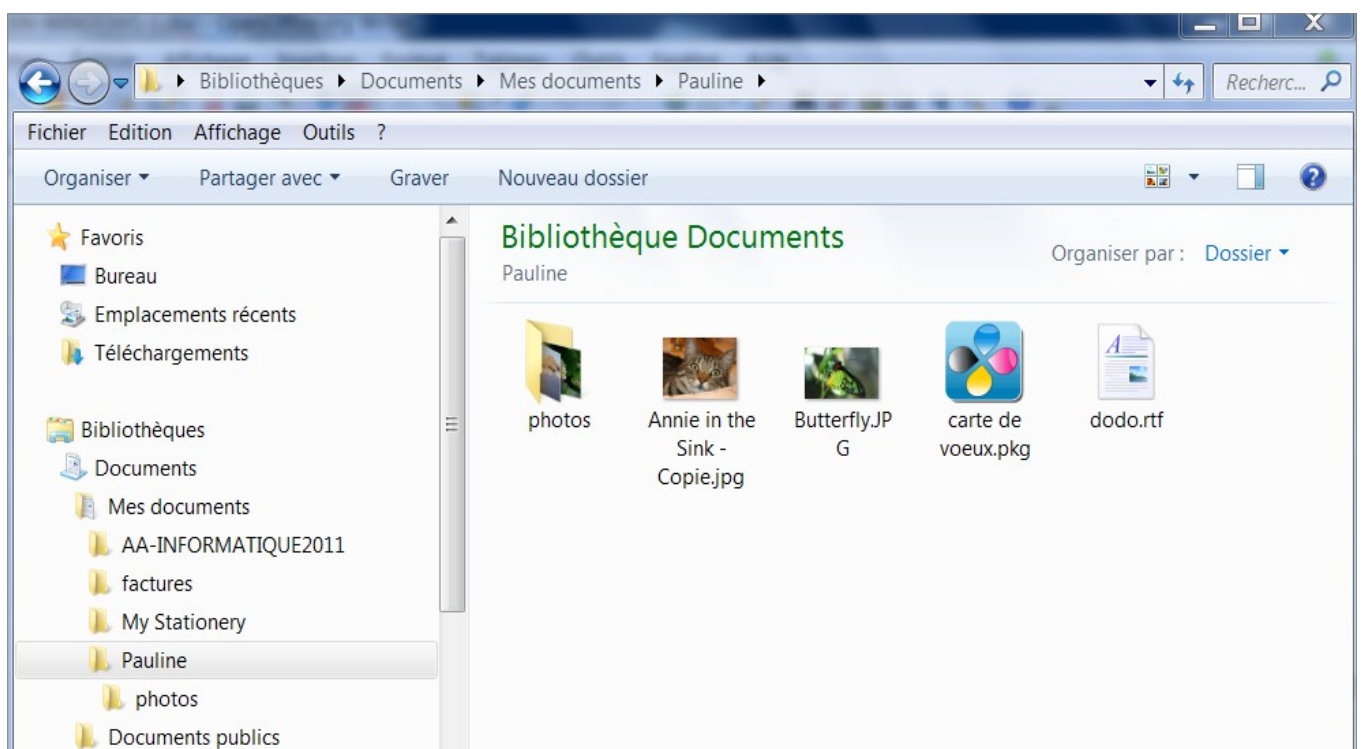 Bibliothèques Documents Mes documents Pauline
Recherc...
Fichier Edition Affichage Outils ?
Organiser Partager avec Graver Nouveau dossier
Favoris
Bureau
Emplacements récents
Téléchargements
Bibliothèques
Documents
Mes documents
AA-INFORMATIQUE2011
factures
My Stationery
Pauline
photos
Documents publics
Bibliothèque Documents
Pauline
Organiser par : Dossier
photos
Annie in the
Sink -
Copie.jpg
Butterfly.JP
G
carte de
voeux.pkg
dodo.rtf